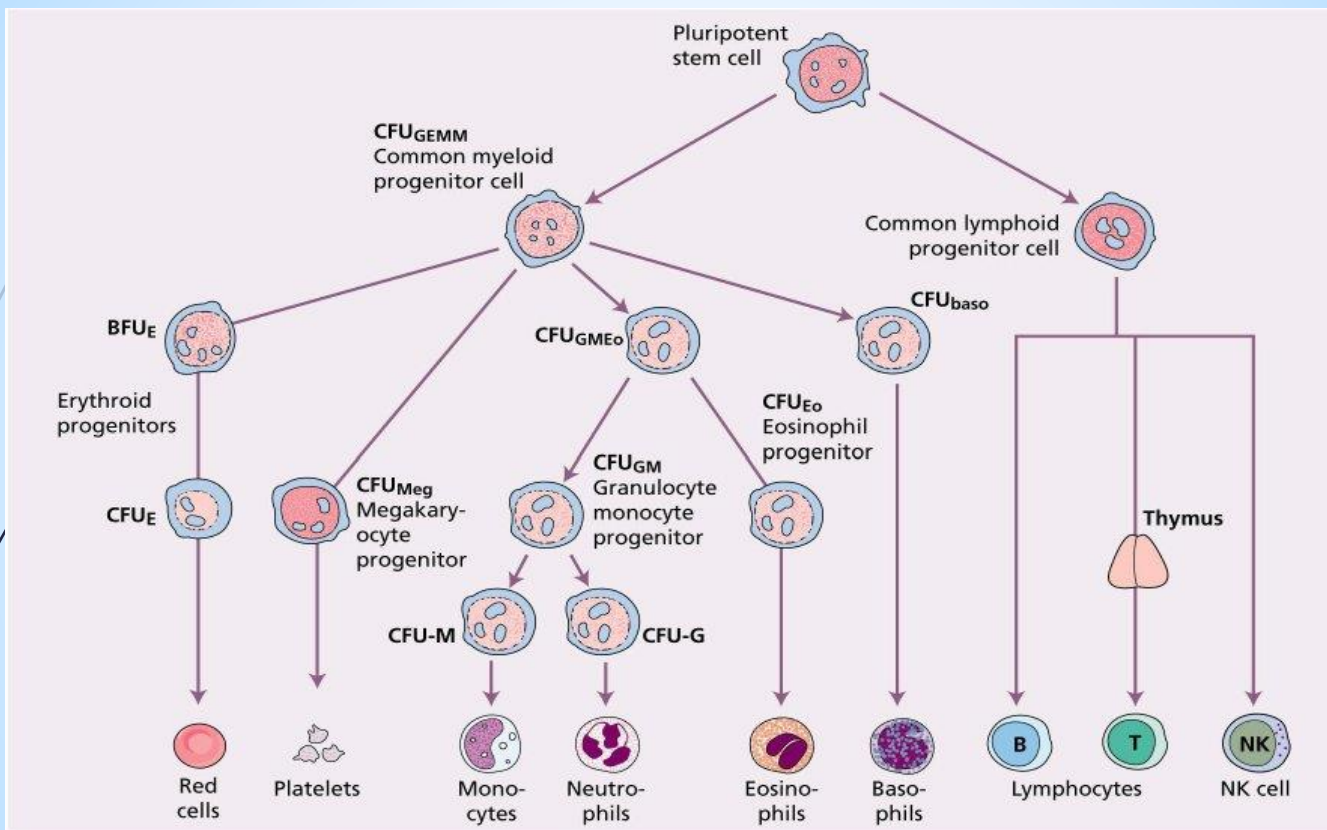 Pluripotent
stem cell
CFUGEMM
Common myeloid
progenitor cell
Common lymphoid
progenitor cell
BFUE
CFUGMEo
CFUbaso
Erythroid
progenitors
CFUEo
Eosinophil
progenitor
CFUE
CFUMeg
Megakary-
ocyte
progenitor
CFUGM
Granulocyte
monocyte
progenitor
Thymus
CFU-M
CFU-G
B
T
NK
Red
cells
Platelets
Mono-
cytes
Neutro-
phils
Eosino-
phils
Baso-
phils
Lymphocytes
NK cell